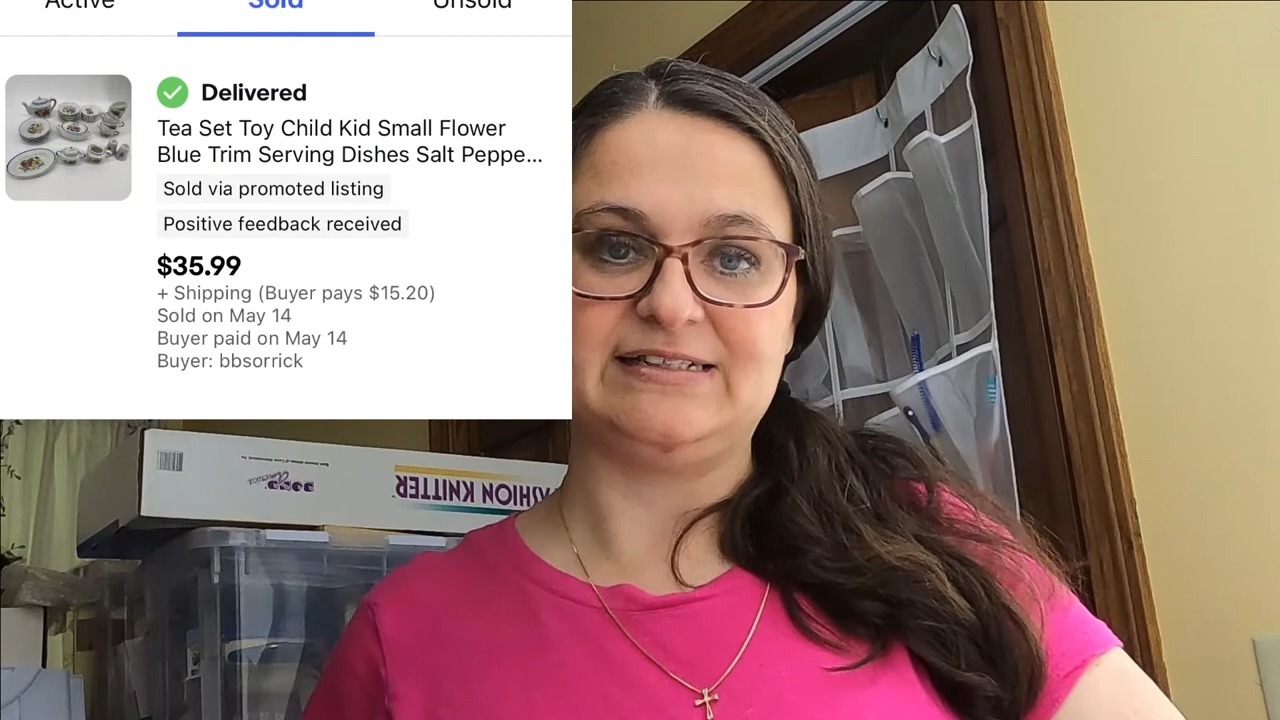 Active Sold Unsold
Delivered
Tea Set Toy Child Kid Small Flower
Blue Trim Serving Dishes Salt Peppe...
Sold via promoted listing
Positive feedback received
$35.99
+ Shipping (Buyer pays $15.20)
Sold on May 14
Buyer paid on May 14
Buyer: bbsorrick
BOND America
FASHION KNITTER